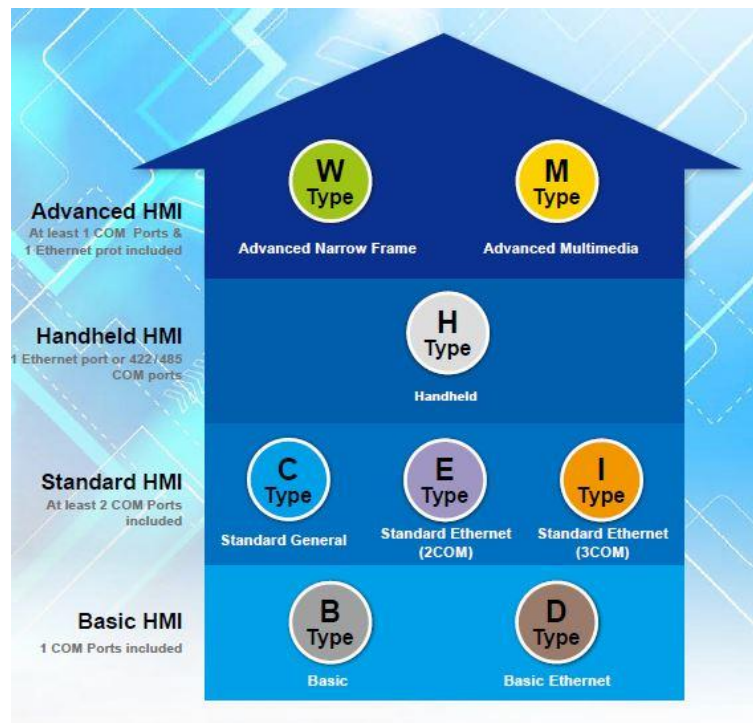 W
Type
M
Type
Advanced HMI
At least 1 COM Ports &
1 Ethernet prot included
Advanced Narrow Frame
Advanced Multimedia
H
Type
Handheld HMI
1 Ethernet port or 422/485
COM ports
Handheld
C
Type
E
Type
I
Type
Standard HMI
At least 2 COM Ports
included
Standard General
Standard Ethernet
(2COM)
Standard Ethernet
(3COM)
B
Type
D
Type
Basic HMI
1 COM Ports included
Basic
Basic Ethernet